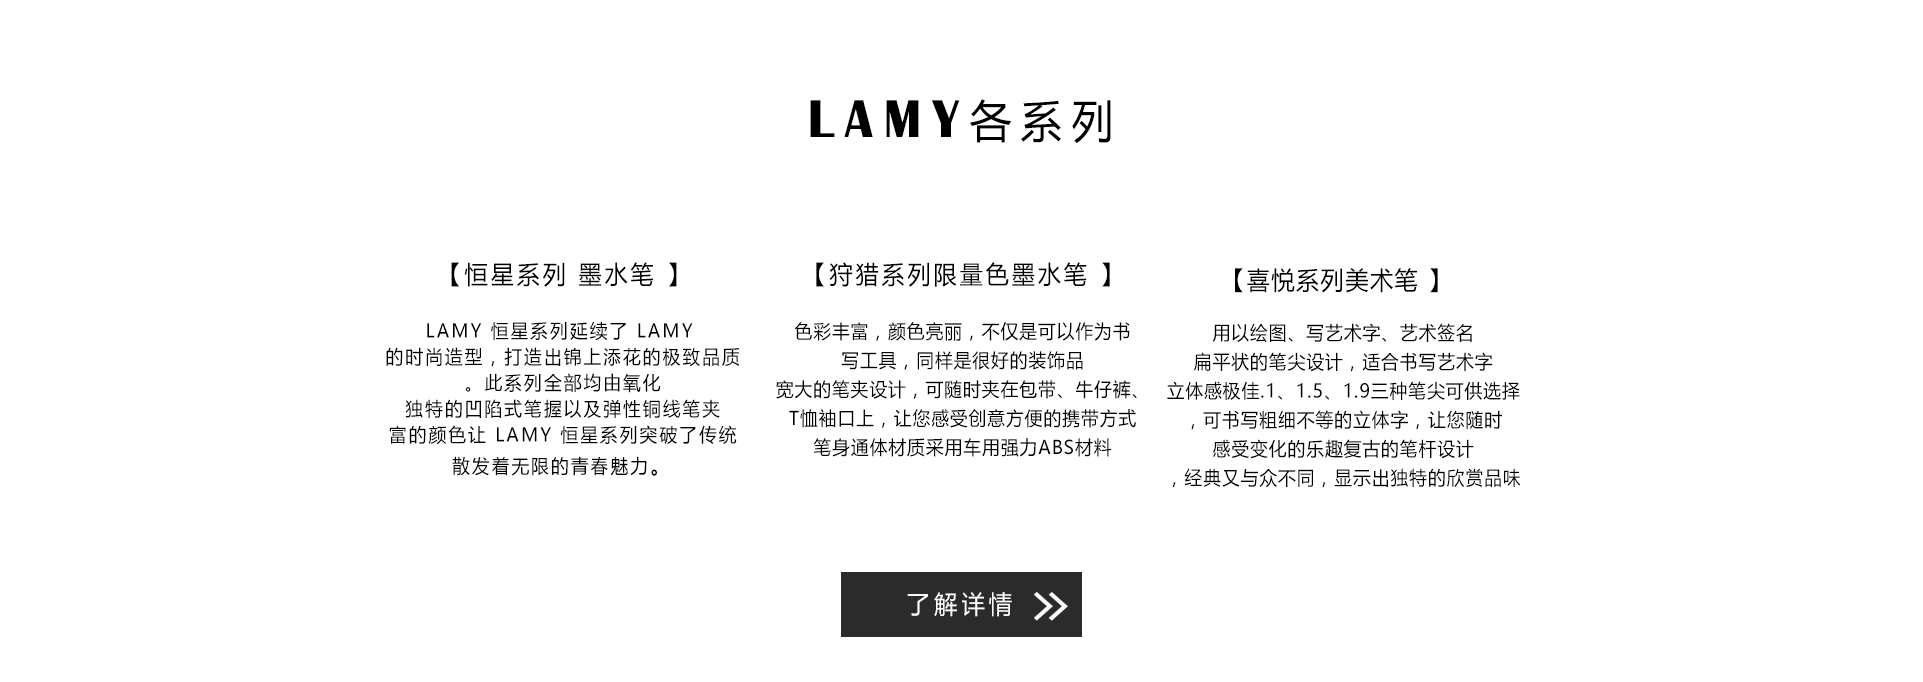 LAMY各系列
【恒星系列 墨水笔 】
LAMY 恒星系列延续了 LAMY
的时尚造型，打造出锦上添花的极致品质
。此系列全部均由氧化
独特的凹陷式笔握以及弹性铜线笔夹
富的颜色让 LAMY 恒星系列突破了传统
散发着无限的青春魅力。
【狩猎系列限量色墨水笔 】
色彩丰富，颜色亮丽，不仅是可以作为书
写工具，同样是很好的装饰品
宽大的笔夹设计，可随时夹在包带、牛仔裤、
T恤袖口上，让您感受创意方便的携带方式
笔身通体材质采用车用强力ABS材料
【喜悦系列美术笔 】
用以绘图、写艺术字、艺术签名
扁平状的笔尖设计，适合书写艺术字
立体感极佳.1、1.5、1.9三种笔尖可供选择
，可书写粗细不等的立体字，让您随时
感受变化的乐趣复古的笔杆设计
，经典又与众不同，显示出独特的欣赏品味
了解详情